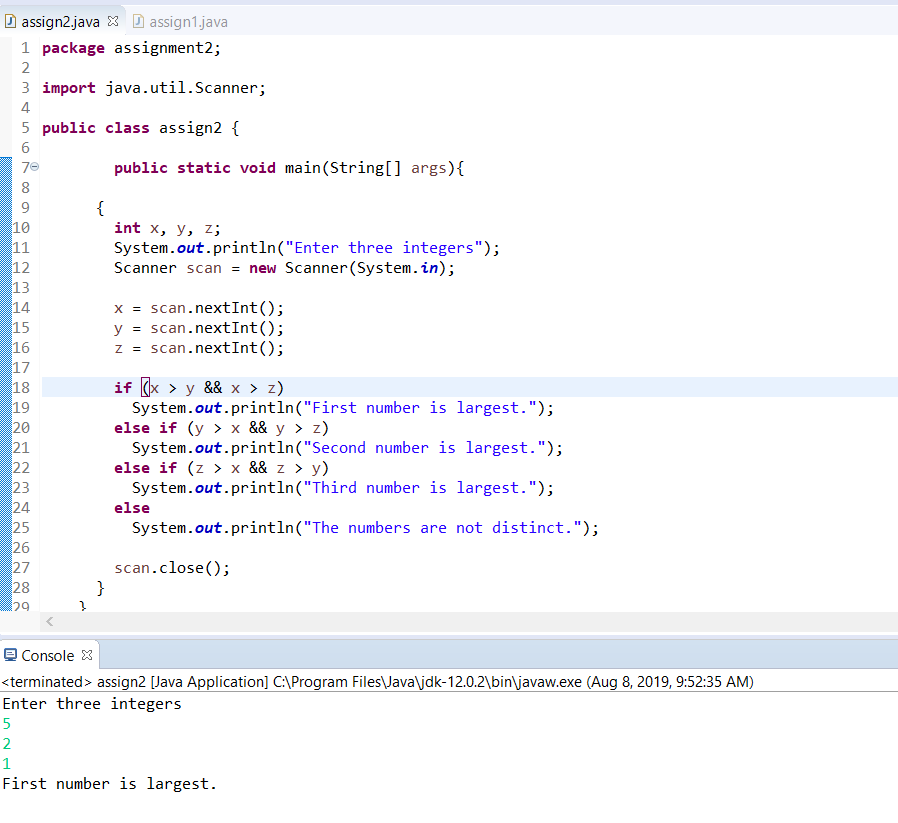 assign2.java assign1.java
1 package assignment2;
2
3 import java.util.Scanner;
4
5 public class assign2 {
6
7 public static void main(String[] args){
8
9 {
10 int x, y, z;
11 System.out.println("Enter three integers");
12 Scanner scan = new Scanner(System.in);
13
14 x = scan.nextInt();
15 y = scan.nextInt();
16 z = scan.nextInt();
17
18 if (x > y && x > z)
19 System.out.println("First number is largest.");
20 else if (y > x && y > z)
21 System.out.println("Second number is largest.");
22 else if (z > x && z > y)
23 System.out.println("Third number is largest.");
24 else
25 System.out.println("The numbers are not distinct.");
26
27 scan.close();
28 }
29 }
Console
<terminated> assign2 [Java Application] C:\Program Files\Java\jdk-12.0.2\bin\javaw.exe (Aug 8, 2019, 9:52:35 AM)
Enter three integers
5
2
1
First number is largest.